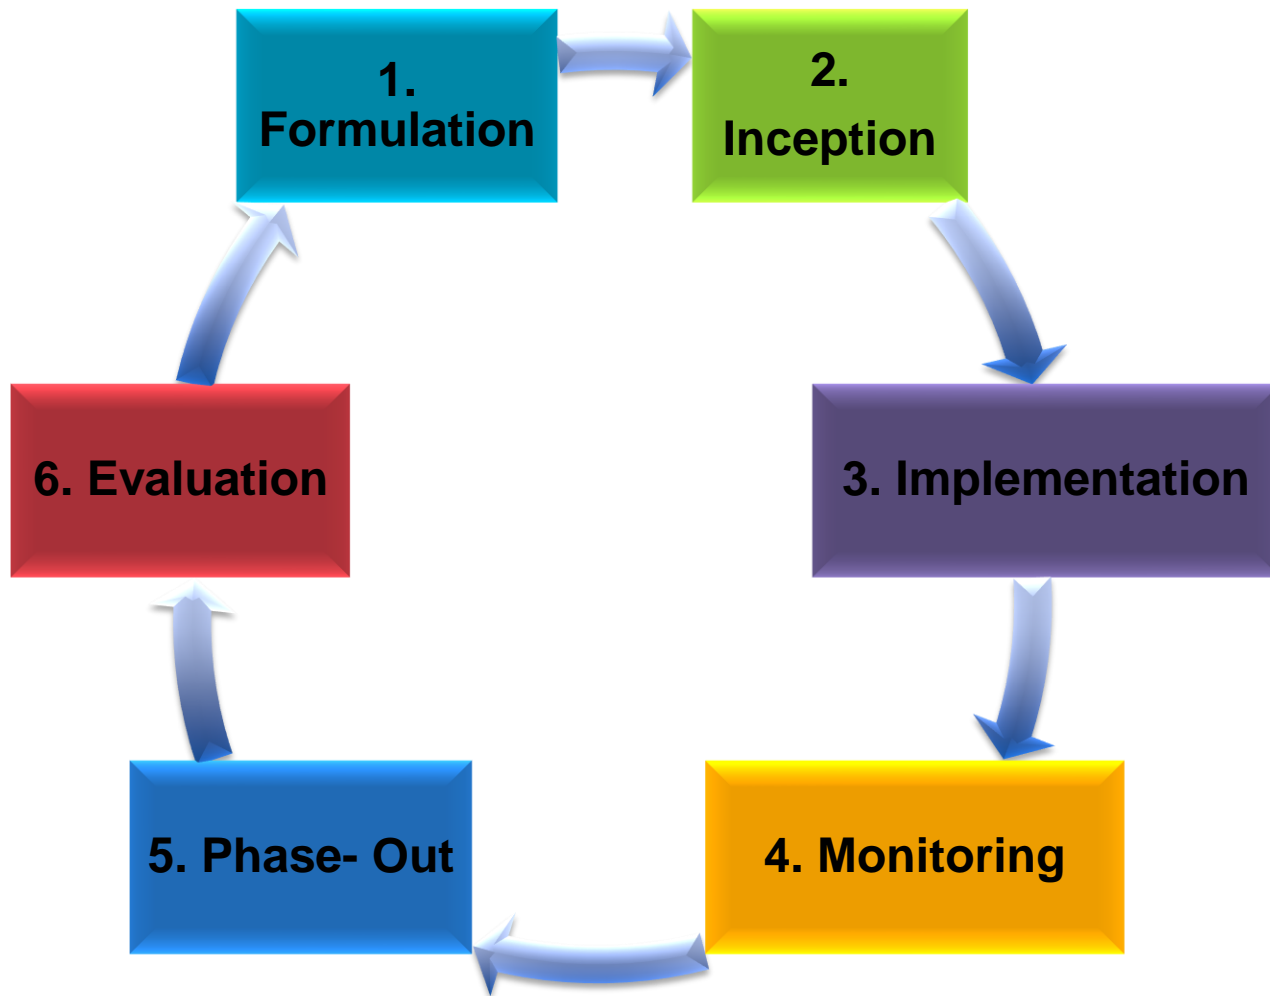 1.
Formulation
2.
Inception
3. Implementation
4. Monitoring
5. Phase- Out
6. Evaluation